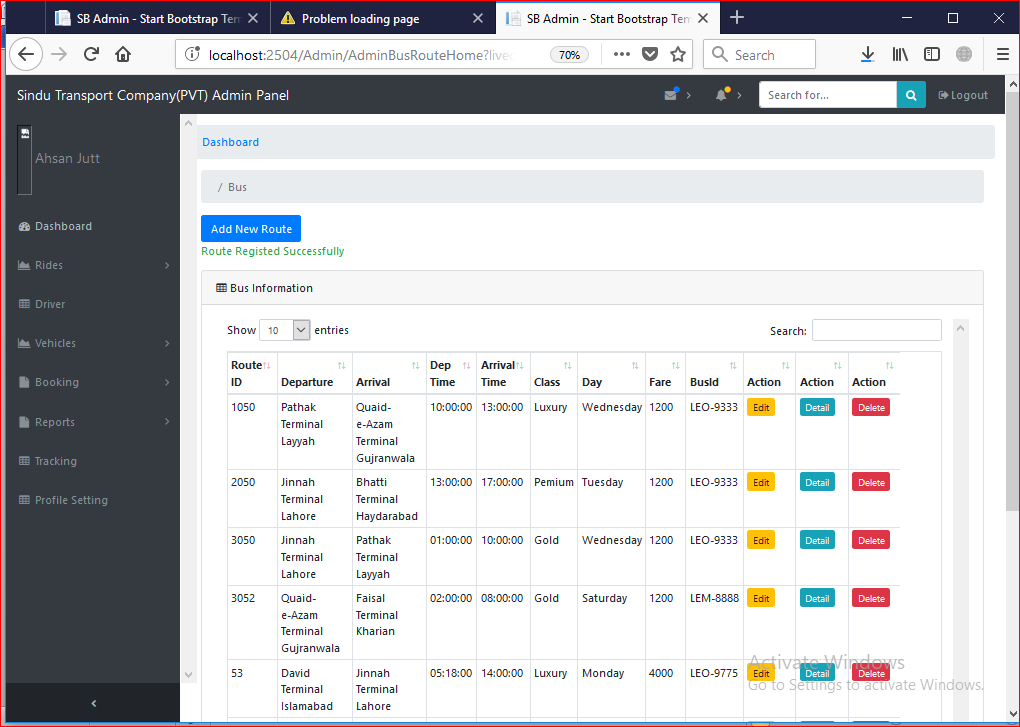 SB Admin - Start Bootstrap Tem
Problem loading page
SB Admin - Start Bootstrap Tem
localhost:2504/Admin/AdminBusRouteHome?live
70%
Search
Sindu Transport Company(PVT) Admin Panel
Search for...
Logout
Ahsan Jutt
Dashboard
Rides
Driver
Vehicles
Booking
Reports
Tracking
Profile Setting
Dashboard
/ Bus
Add New Route
Route Registed Successfully
Bus Information
Show 10 entries
Search:
Route ID Departure Arrival Dep Time Arrival Time Class Day Fare BusId Action Action Action
1050 Pathak Terminal Layyah Quaid-e-Azam Terminal Gujranwala 10:00:00 13:00:00 Luxury Wednesday 1200 LEO-9333 Edit Detail Delete
2050 Jinnah Terminal Lahore Bhatti Terminal Haydarabad 13:00:00 17:00:00 Pemium Tuesday 1200 LEO-9333 Edit Detail Delete
3050 Jinnah Terminal Lahore Pathak Terminal Layyah 01:00:00 10:00:00 Gold Wednesday 1200 LEO-9333 Edit Detail Delete
3052 Quaid-e-Azam Terminal Gujranwala Faisal Terminal Kharian 02:00:00 08:00:00 Gold Saturday 1200 LEM-8888 Edit Detail Delete
53 David Terminal Islamabad Jinnah Terminal Lahore 05:18:00 14:00:00 Luxury Monday 4000 LEO-9775 Edit Detail Delete
Activate Windows
Go to Settings to activate Windows.